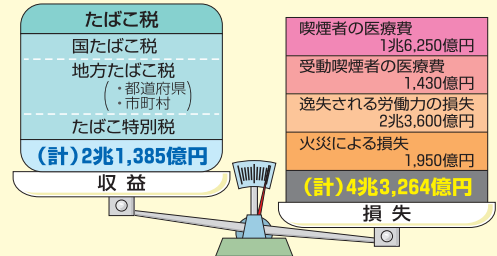 たばこ税
国たばこ税
地方たばこ税
(・都道府県
・市町村)
たばこ特別税
(計)2兆1,385億円
収益
喫煙者の医療費
1兆6,250億円
受動喫煙者の医療費
1,430億円
逸失される労働力の損失
2兆3,600億円
火災による損失
1,950億円
(計)4兆3,264億円
損失